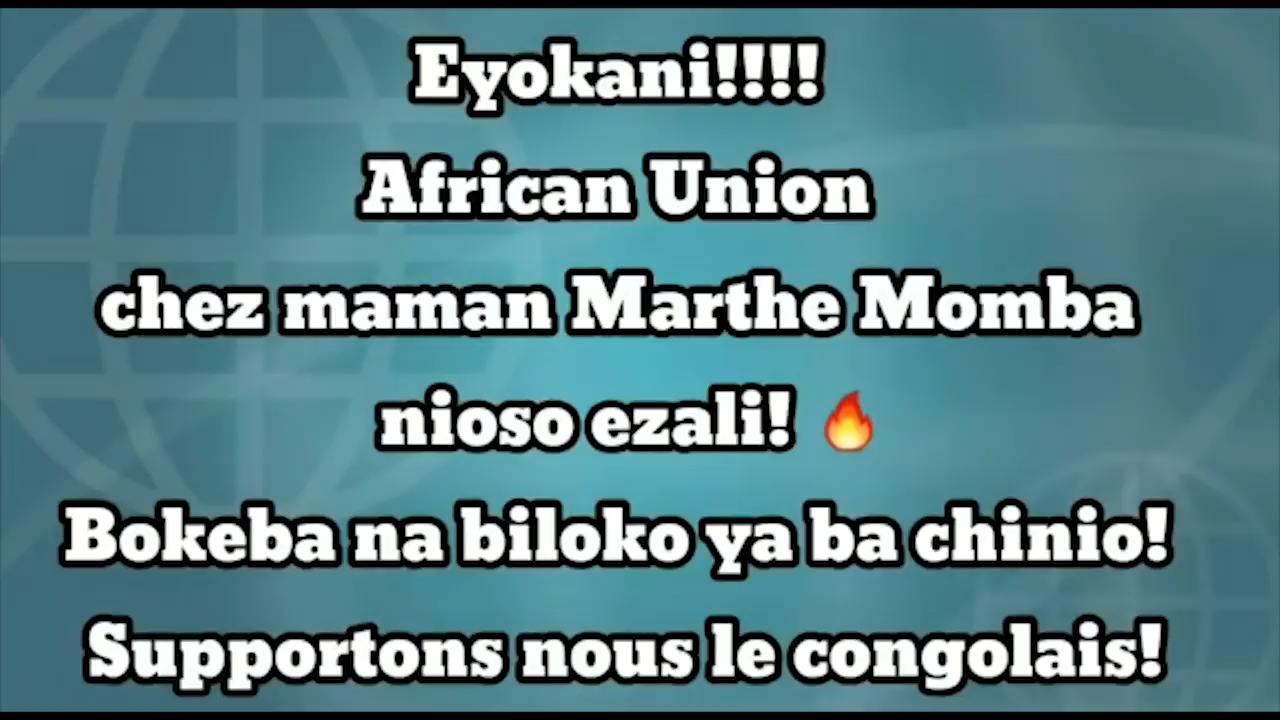 Eyokani!!!!
African Union
chez maman Marthe Momba
nioso ezali! 🔥
Bokeba na biloko ya ba chinio!
Supportons nous le congolais!